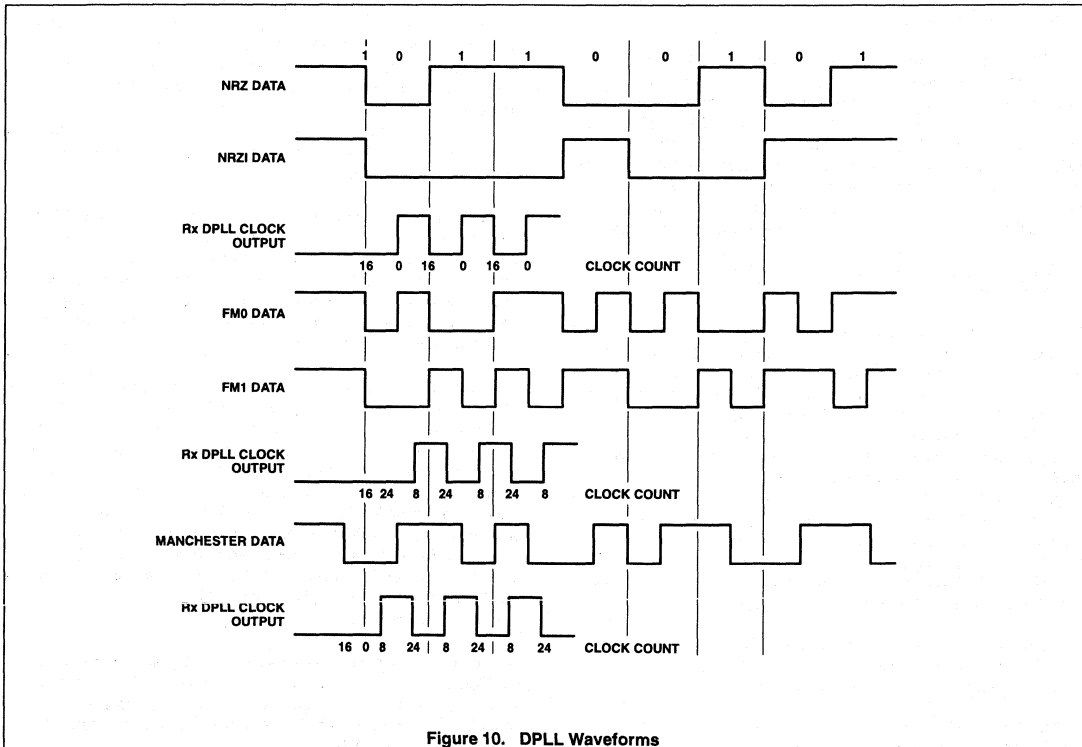 1 0 1 1 0 0 1 0 1
NRZ DATA
NRZI DATA
Rx DPLL CLOCK
OUTPUT
16 0 16 0 16 0 CLOCK COUNT
FM0 DATA
FM1 DATA
Rx DPLL CLOCK
OUTPUT
16 24 8 24 8 24 8 CLOCK COUNT
MANCHESTER DATA
Rx DPLL CLOCK
OUTPUT
16 0 8 24 8 24 8 24 CLOCK COUNT
Figure 10. DPLL Waveforms